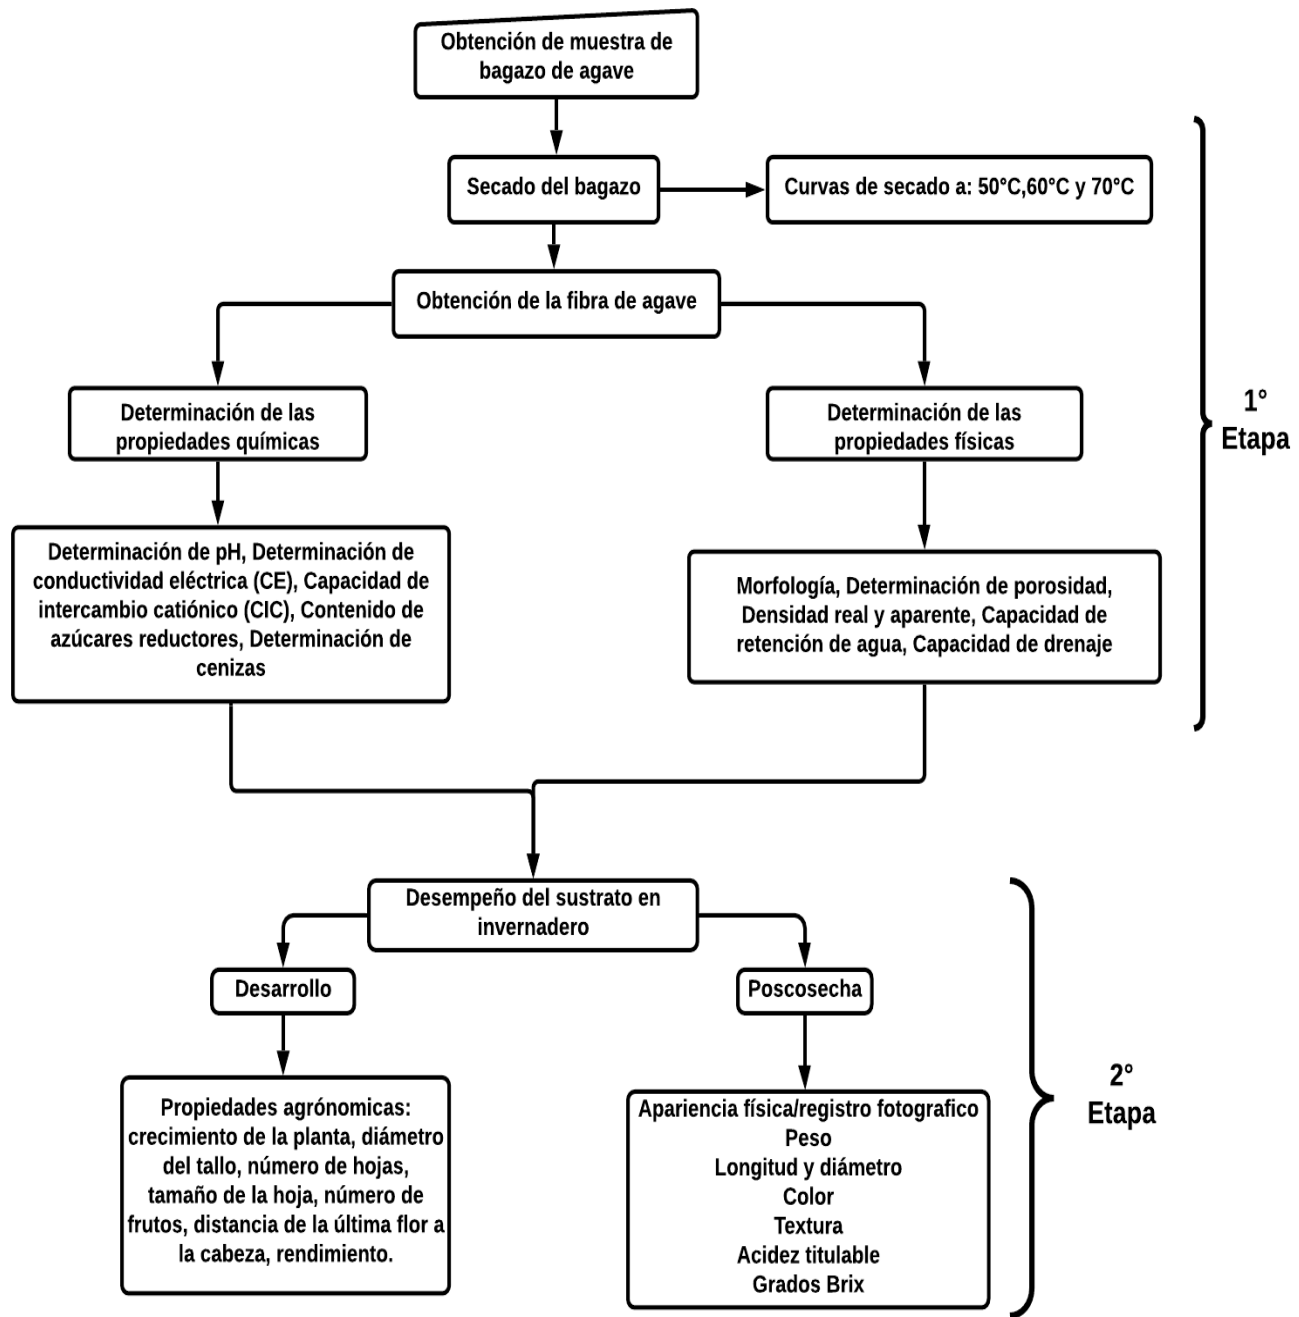 Obtención de muestra de
bagazo de agave
Secado del bagazo
Curvas de secado a: 50°C,60°C y 70°C
Obtención de la fibra de agave
Determinación de las
propiedades químicas
Determinación de las
propiedades físicas
1°
Etapa
Determinación de pH, Determinación de
conductividad eléctrica (CE), Capacidad de
intercambio catiónico (CIC), Contenido de
azúcares reductores, Determinación de
cenizas
Morfología, Determinación de porosidad,
Densidad real y aparente, Capacidad de
retención de agua, Capacidad de drenaje
Desempeño del sustrato en
invernadero
Desarrollo
Poscosecha
Propiedades agrónomicas:
crecimiento de la planta, diámetro
del tallo, número de hojas,
tamaño de la hoja, número de
frutos, distancia de la última flor a
la cabeza, rendimiento.
Apariencia física/registro fotografico
Peso
Longitud y diámetro
Color
Textura
Acidez titulable
Grados Brix
2°
Etapa